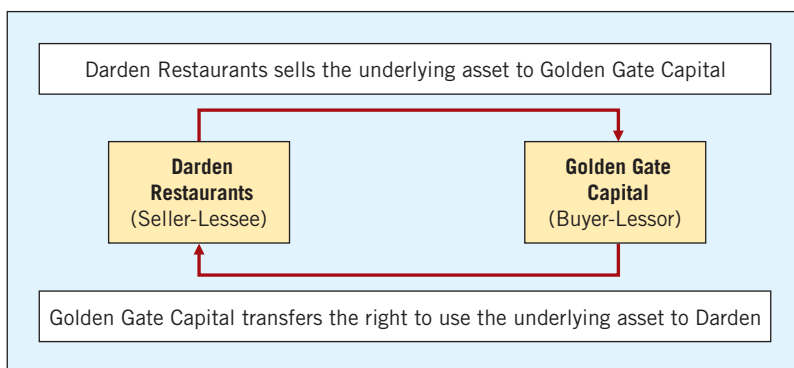 Darden Restaurants sells the underlying asset to Golden Gate Capital
Darden
Restaurants
(Seller-Lessee)
Golden Gate
Capital
(Buyer-Lessor)
Golden Gate Capital transfers the right to use the underlying asset to Darden